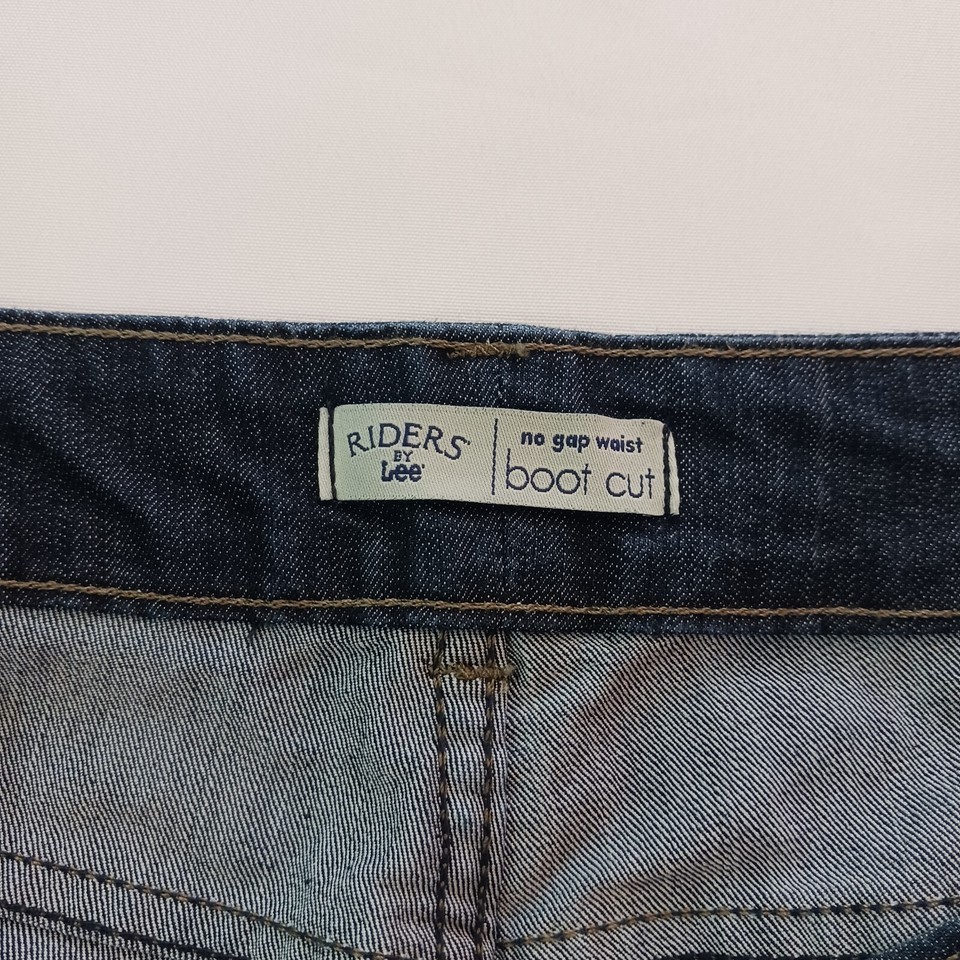 RIDERS
BY
Lee
no gap waist
boot cut